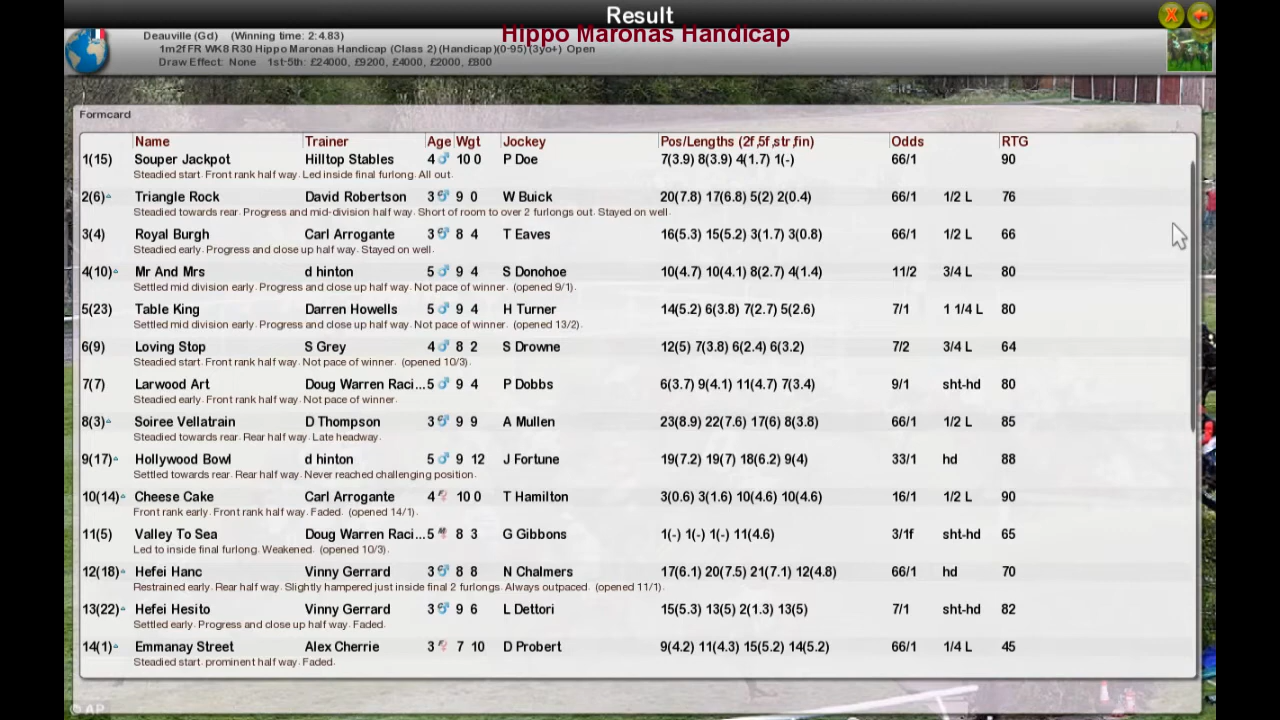 Result
Hippo Maronas Handicap
Deauville (Gd) (Winning time: 2:4.83)
1m2f FR WK8 R30 Hippo Maronas Handicap (Class 2) (Handicap)(0-95)(3yo+) Open
Draw Effect: None 1st-5th: £24000, £9200, £4000, £2000, £800
Formcard
Name Trainer Age Wgt Jockey Pos/Lengths (2f,5f,str,fin) Odds RTG
1(15) Souper Jackpot Hilltop Stables 4 10 0 P Doe 7(3.9) 8(3.9) 4(1.7) 1(-) 66/1 90
Steadied start. Front rank half way. Led inside final furlong. All out.
2(6) Triangle Rock David Robertson 3 9 0 W Buick 20(7.8) 17(6.8) 5(2) 2(0.4) 66/1 1/2 L 76
Steadied towards rear. Progress and mid-division half way. Short of room to over 2 furlongs out. Stayed on well.
3(4) Royal Burgh Carl Arrogante 3 8 4 T Eaves 16(5.3) 15(5.2) 3(1.7) 3(0.8) 66/1 1/2 L 66
Steadied early. Progress and close up half way. Stayed on well.
4(10) Mr And Mrs d hinton 5 9 4 S Donohoe 10(4.7) 10(4.1) 8(2.7) 4(1.4) 11/2 3/4 L 80
Settled mid division early. Progress and close up half way. Not pace of winner. (opened 9/1).
5(23) Table King Darren Howells 5 9 4 H Turner 14(5.2) 6(3.8) 7(2.7) 5(2.6) 7/1 1 1/4 L 80
Settled mid division early. Progress and close up half way. Not pace of winner. (opened 13/2).
6(9) Loving Stop S Grey 4 8 2 S Drowne 12(5) 7(3.8) 6(2.4) 6(3.2) 7/2 3/4 L 64
Steadied start. Front rank half way. Not pace of winner. (opened 10/3).
7(7) Larwood Art Doug Warren Raci... 5 9 4 P Dobbs 6(3.7) 9(4.1) 11(4.7) 7(3.4) 9/1 sht-hd 80
Steadied early. Front rank half way. Not pace of winner.
8(3) Soiree Vellatrain D Thompson 3 9 9 A Mullen 23(8.9) 22(7.6) 17(6) 8(3.8) 66/1 1/2 L 85
Steadied towards rear. Rear half way. Late headway.
9(17) Hollywood Bowl d hinton 5 9 12 J Fortune 19(7.2) 19(7) 18(6.2) 9(4) 33/1 hd 88
Settled towards rear. Rear half way. Never reached challenging position.
10(14) Cheese Cake Carl Arrogante 4 10 0 T Hamilton 3(0.6) 3(1.6) 10(4.6) 10(4.6) 16/1 1/2 L 90
Front rank early. Front rank half way. Faded. (opened 14/1).
11(5) Valley To Sea Doug Warren Raci... 5 8 3 G Gibbons 1(-) 1(-) 1(-) 11(4.6) 3/1f sht-hd 65
Led to inside final furlong. Weakened. (opened 10/3).
12(18) Hefei Hanc Vinny Gerrard 3 8 8 N Chalmers 17(6.1) 20(7.5) 21(7.1) 12(4.8) 66/1 hd 70
Restrained early. Rear half way. Slightly hampered just inside final 2 furlongs. Always outpaced. (opened 11/1).
13(22) Hefei Hesito Vinny Gerrard 3 9 6 L Dettori 15(5.3) 13(5) 2(1.3) 13(5) 7/1 sht-hd 82
Settled early. Progress and close up half way. Faded.
14(1) Emmanay Street Alex Cherrie 3 7 10 D Probert 9(4.2) 11(4.3) 15(5.2) 14(5.2) 66/1 1/4 L 45
Steadied start. prominent half way. Faded.
© AP